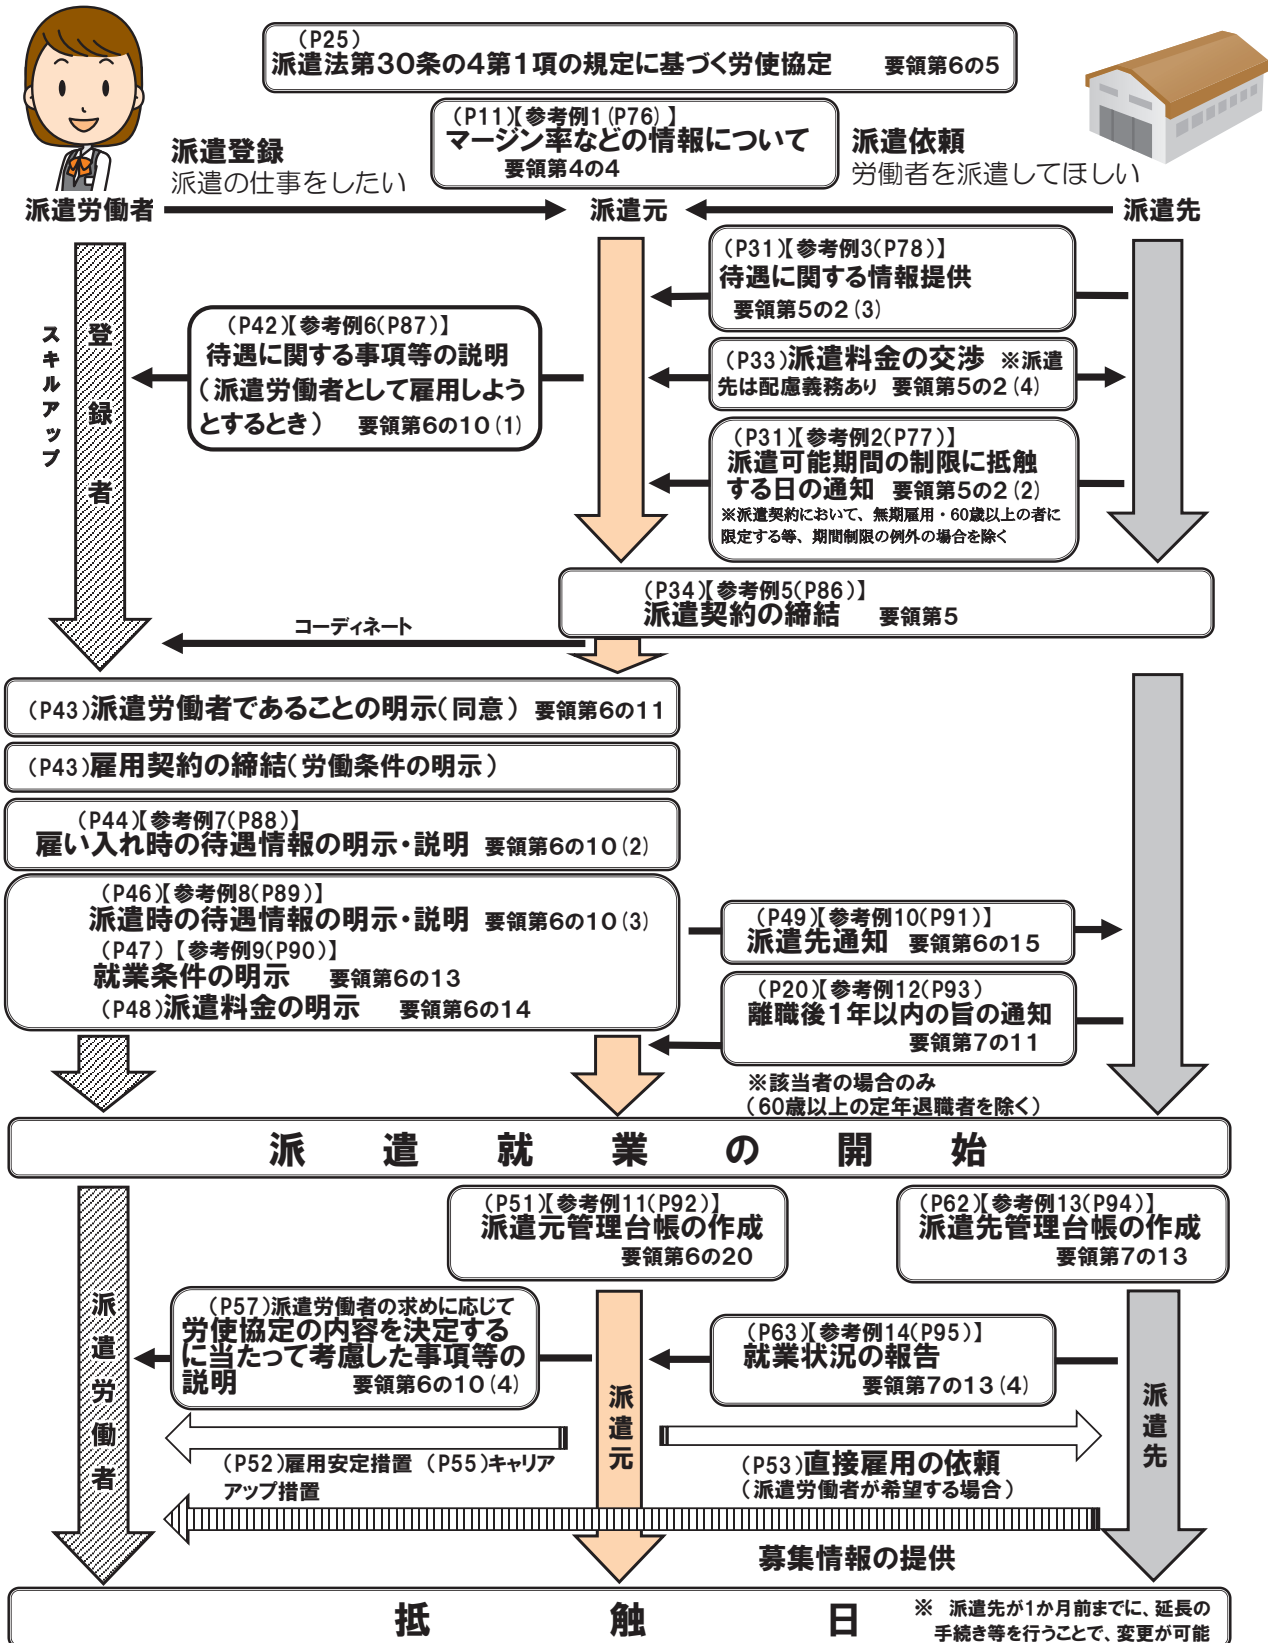 (P25)
派遣法第30条の4第1項の規定に基づく労使協定 要領第6の5
(P11)【参考例1(P76)】
マージン率などの情報について
要領第4の4
派遣登録
派遣の仕事をしたい
派遣依頼
労働者を派遣してほしい
派遣労働者
派遣元
派遣先
(P31)【参考例3(P78)】
待遇に関する情報提供
要領第5の2(3)
スキルアップ
登録者
(P42)【参考例6(P87)】
待遇に関する事項等の説明
(派遣労働者として雇用しよう
とするとき) 要領第6の10(1)
(P33)派遣料金の交渉 ※派遣
先は配慮義務あり 要領第5の2(4)
(P31)【参考例2(P77)】
派遣可能期間の制限に抵触
する日の通知 要領第5の2(2)
※派遣契約において、無期雇用・60歳以上の者に
限定する等、期間制限の例外の場合を除く
(P34)【参考例5(P86)】
派遣契約の締結 要領第5
コーディネート
(P43)派遣労働者であることの明示(同意) 要領第6の11
(P43)雇用契約の締結(労働条件の明示)
(P44)【参考例7(P88)】
雇い入れ時の待遇情報の明示・説明 要領第6の10(2)
(P46)【参考例8(P89)】
派遣時の待遇情報の明示・説明 要領第6の10(3)
(P47)【参考例9(P90)】
就業条件の明示 要領第6の13
(P48)派遣料金の明示 要領第6の14
(P49)【参考例10(P91)】
派遣先通知 要領第6の15
(P20)【参考例12(P93)
離職後1年以内の旨の通知
要領第7の11
※該当者の場合のみ
(60歳以上の定年退職者を除く)
派遣就業の開始
(P51)【参考例11(P92)】
派遣元管理台帳の作成
要領第6の20
(P62)【参考例13(P94)】
派遣先管理台帳の作成
要領第7の13
派遣労働者
(P57)派遣労働者の求めに応じて
労使協定の内容を決定する
に当たって考慮した事項等の
説明 要領第6の10(4)
派遣元
(P63)【参考例14(P95)】
就業状況の報告
要領第7の13(4)
派遣先
(P52)雇用安定措置 (P55)キャリア
アップ措置
(P53)直接雇用の依頼
(派遣労働者が希望する場合)
募集情報の提供
抵触日
※ 派遣先が1か月前までに、延長の
手続き等を行うことで、変更が可能